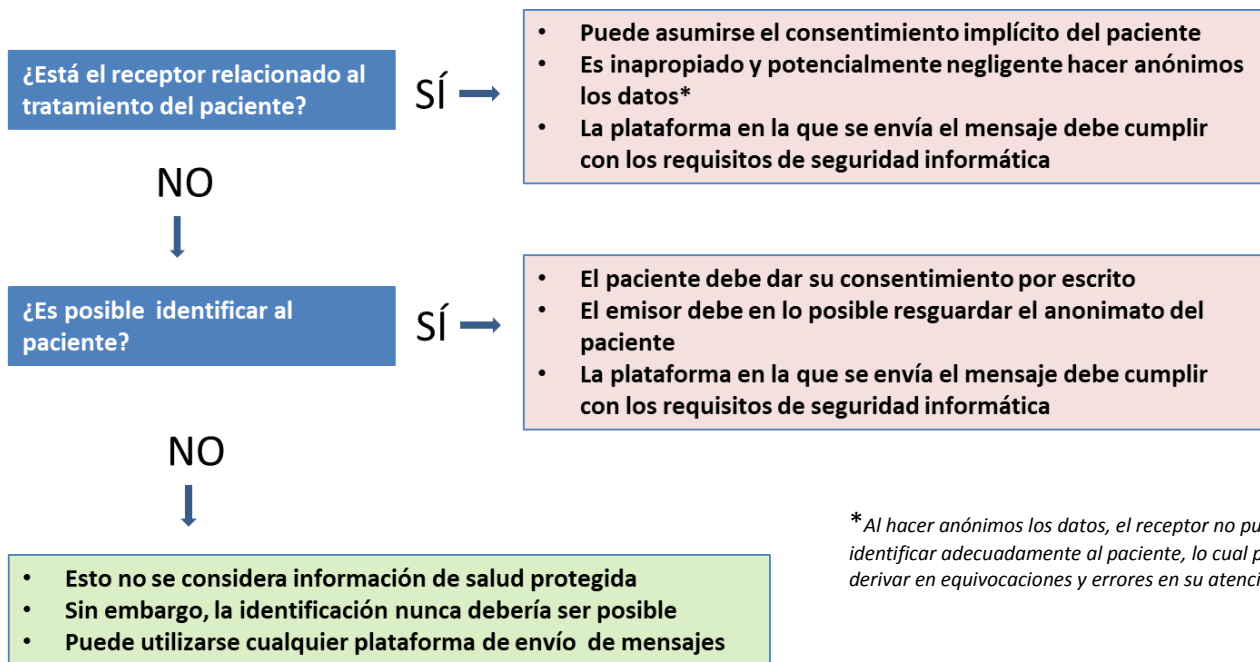 ¿Está el receptor relacionado al
tratamiento del paciente?
SÍ
• Puede asumirse el consentimiento implícito del paciente
• Es inapropiado y potencialmente negligente hacer anónimos
los datos*
• La plataforma en la que se envía el mensaje debe cumplir
con los requisitos de seguridad informática
NO
¿Es posible identificar al
paciente?
SÍ
• El paciente debe dar su consentimiento por escrito
• El emisor debe en lo posible resguardar el anonimato del
paciente
• La plataforma en la que se envía el mensaje debe cumplir
con los requisitos de seguridad informática
NO
• Esto no se considera información de salud protegida
• Sin embargo, la identificación nunca debería ser posible
• Puede utilizarse cualquier plataforma de envío de mensajes
*Al hacer anónimos los datos, el receptor no
identificar adecuadamente al paciente, lo cual
derivar en equivocaciones y errores en su